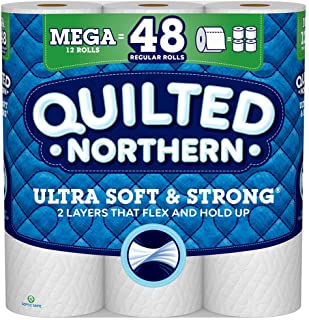 MEGA = 48
12 ROLLS
REGULAR ROLLS
QUILTED
NORTHERN
ULTRA SOFT & STRONG®
2 LAYERS THAT FLEX AND HOLD UP